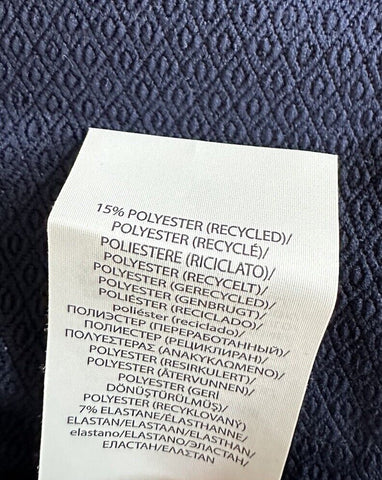 15% POLYESTER (RECYCLED)/
POLYESTER (RECYCLÉ)/
POLIESTERE (RICICLATO)/
POLYESTER (RECYCELT)/
POLYESTER (GERECYCLED)/
POLYESTER (GENBRUGT)/
POLIÉSTER (RECICLADO)/
poliéster (reciclado)/
ПОЛИЭСТЕР (ПЕРЕРАБОТАННЫЙ)/
ПОЛИЕСТЕР (РЕЦИКЛИРАН)/
ΠΟΛΥΕΣΤΕΡΑΣ (ΑΝΑΚΥΚΛΩΜΕΝΟ)/
POLYESTER (RESIRKULERT)/
POLYESTER (ÅTERVUNNEN)/
POLYESTER (GERI
DÖNÜŞTÜRÜLMÜŞ)/
POLYESTER (RECYKLOVANÝ)
7% ELASTANE/ÉLASTHANNE/
ELASTAN/ELASTAAN/ELASTHAN/
elastano/ELASTANO/ЭЛАСТАН/
ЕЛАСТАН/ΕΛΑΣΤΑΝ